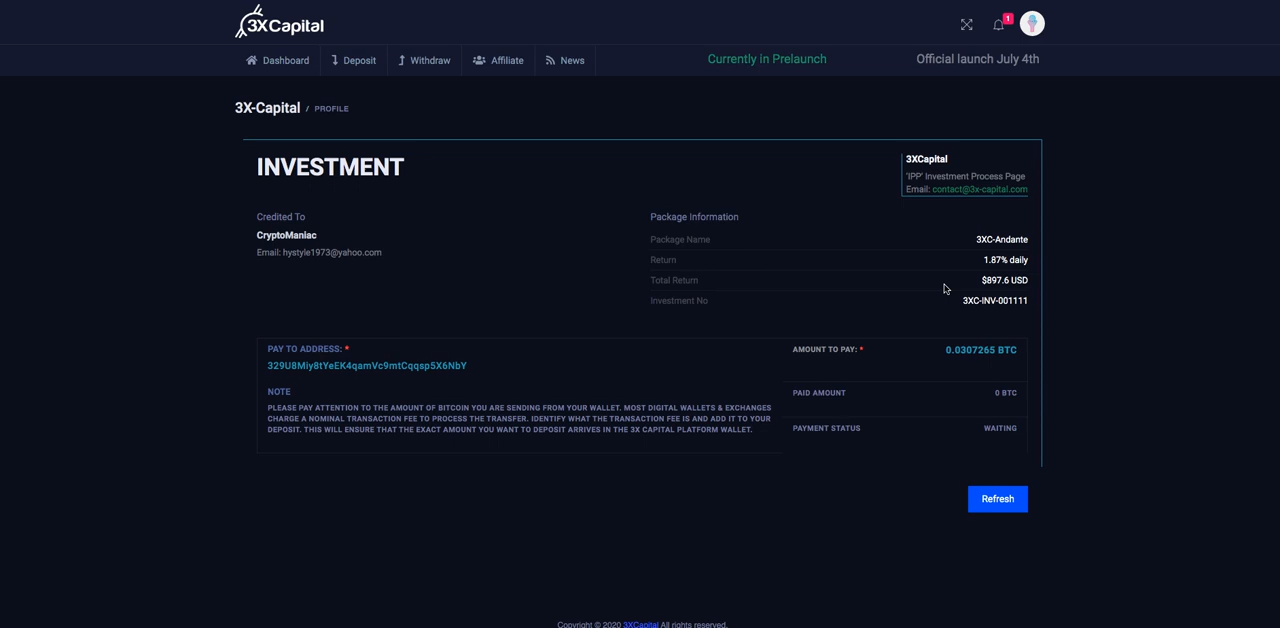 3XCapital
1
Dashboard
Deposit
Withdraw
Affiliate
News
Currently in Prelaunch
Official launch July 4th
3X-Capital / PROFILE
INVESTMENT
3XCapital
'IPP' Investment Process Page
Email: contact@3x-capital.com
Credited To
CryptoManiac
Email: hystyle1973@yahoo.com
Package Information
Package Name 3XC-Andante
Return 1.87% daily
Total Return $897.6 USD
Investment No 3XC-INV-001111
PAY TO ADDRESS: *
329U8Miy8tYeEK4qamVc9mtCqqsp5X6NbY
NOTE
PLEASE PAY ATTENTION TO THE AMOUNT OF BITCOIN YOU ARE SENDING FROM YOUR WALLET. MOST DIGITAL WALLETS & EXCHANGES
CHARGE A NOMINAL TRANSACTION FEE TO PROCESS THE TRANSFER. IDENTIFY WHAT THE TRANSACTION FEE IS AND ADD IT TO YOUR
DEPOSIT. THIS WILL ENSURE THAT THE EXACT AMOUNT YOU WANT TO DEPOSIT ARRIVES IN THE 3X CAPITAL PLATFORM WALLET.
AMOUNT TO PAY: * 0.0307265 BTC
PAID AMOUNT 0 BTC
PAYMENT STATUS WAITING
Refresh
Copyright © 2020 3XCapital All rights reserved.